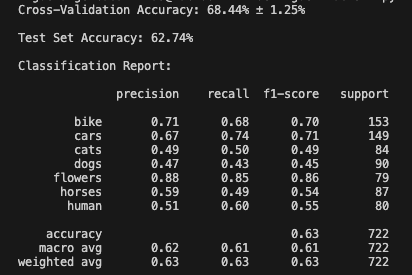 Cross-Validation Accuracy: 68.44% ± 1.25%
Test Set Accuracy: 62.74%
Classification Report:
precision recall f1-score support
bike 0.71 0.68 0.70 153
cars 0.67 0.74 0.71 149
cats 0.49 0.50 0.49 84
dogs 0.47 0.43 0.45 90
flowers 0.88 0.85 0.86 79
horses 0.59 0.49 0.54 87
human 0.51 0.60 0.55 80
accuracy 0.63 722
macro avg 0.62 0.61 0.61 722
weighted avg 0.63 0.63 0.63 722